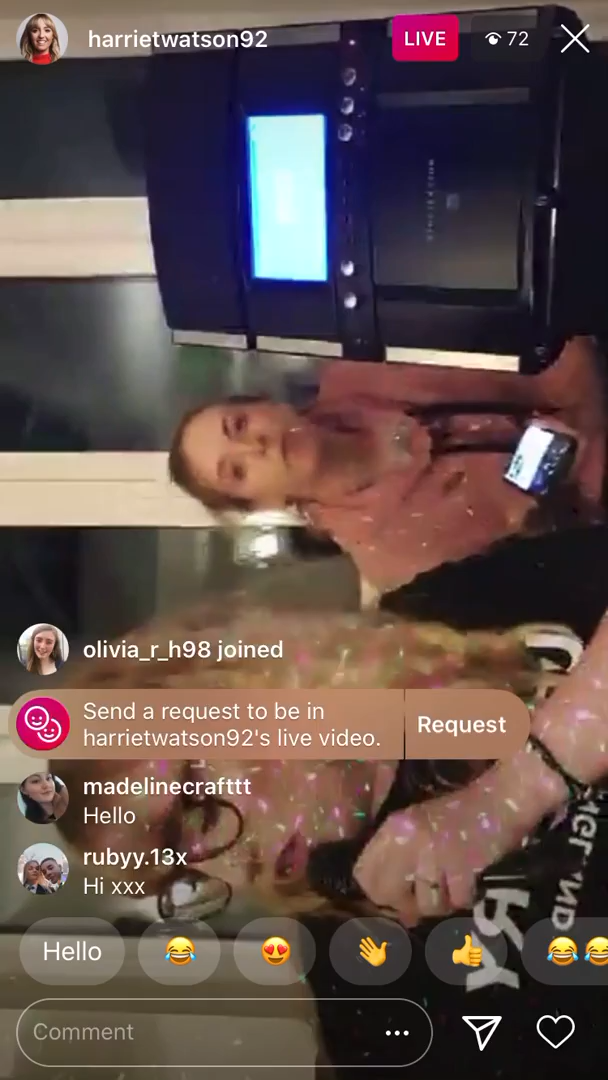 harrietwatson92
LIVE
72
olivia_r_h98 joined
Send a request to be in
harrietwatson92's live video.
Request
madelinecrafttt
Hello
rubyy.13x
Hi xxx
Hello
Comment
ENGLAND